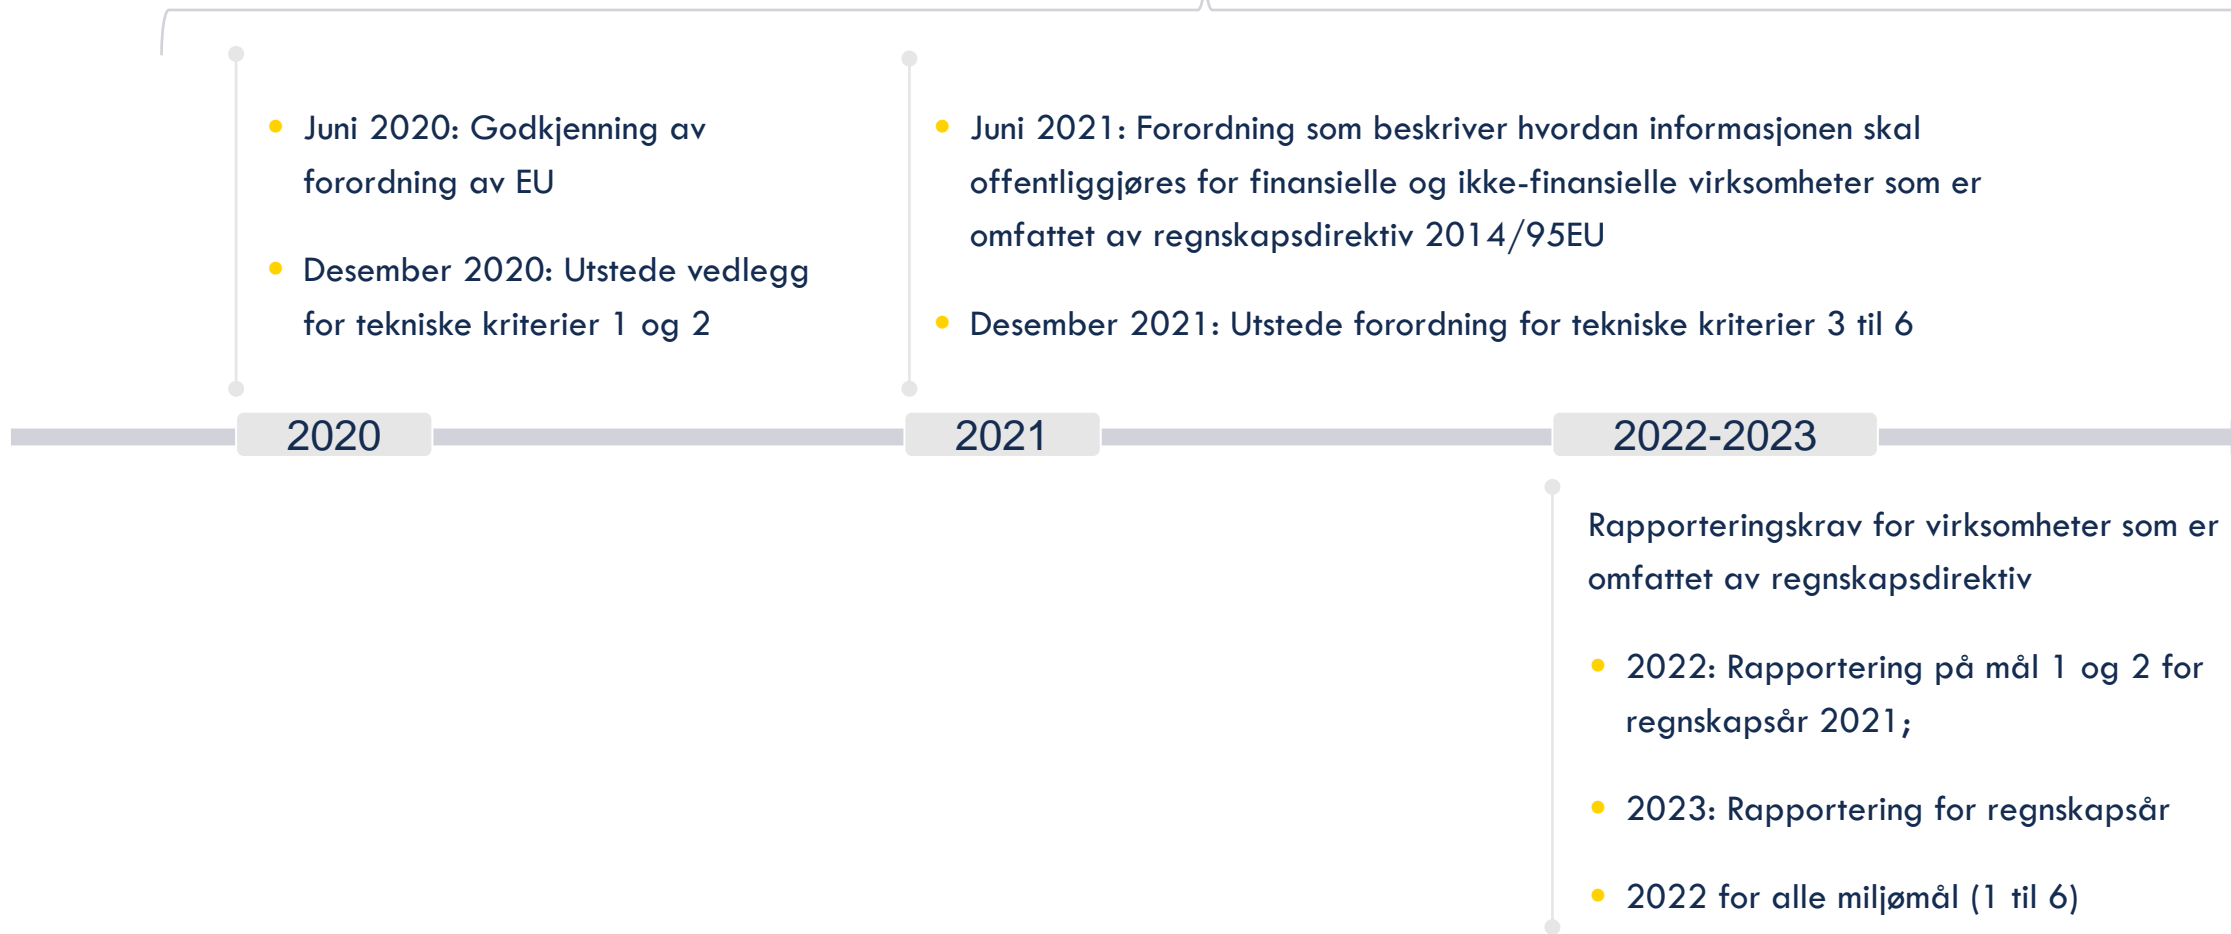 • Juni 2020: Godkjenning av
forordning av EU
• Desember 2020: Utstede vedlegg
for tekniske kriterier 1 og 2
• Juni 2021: Forordning som beskriver hvordan informasjonen skal
offentliggjøres for finansielle og ikke-finansielle virksomheter som er
omfattet av regnskapsdirektiv 2014/95EU
• Desember 2021: Utstede forordning for tekniske kriterier 3 til 6
2020
2021
2022-2023
Rapporteringskrav for virksomheter som er
omfattet av regnskapsdirektiv
• 2022: Rapportering på mål 1 og 2 for
regnskapsår 2021;
• 2023: Rapportering for regnskapsår
• 2022 for alle miljømål (1 til 6)